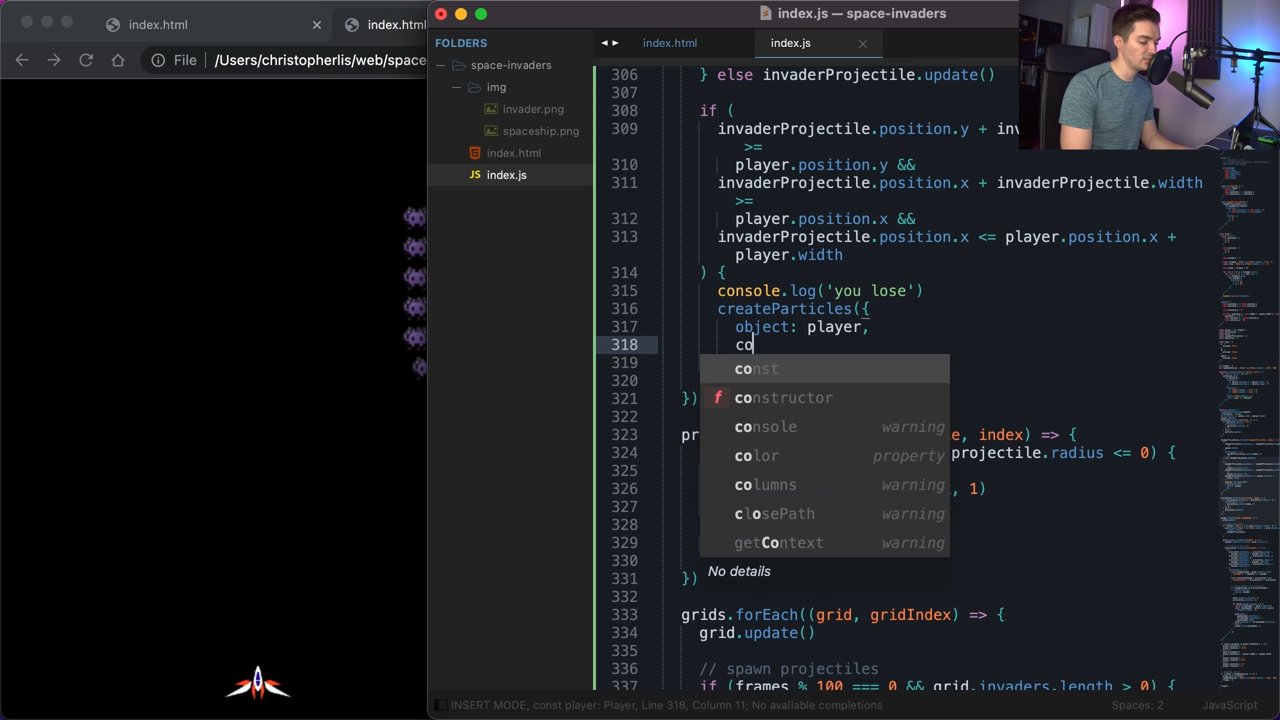 index.html
index.html
File
/Users/christopherlis/web/space
index.js — space-invaders
FOLDERS
space-invaders
img
invader.png
spaceship.png
index.html
JS index.js
index.html
index.js
306 } else invaderProjectile.update()
307
308 if (
309 invaderProjectile.position.y +
>=
310 player.position.y &&
311 invaderProjectile.position.x + invaderProjectile.width
>=
312 player.position.x &&
313 invaderProjectile.position.x <= player.position.x +
player.width
314 ) {
315 console.log('you lose')
316 createParticles({
317 object: player,
318 co
319
320
321 })
322
323 pr e, index) => {
324 projectile.radius <= 0) {
325
326 , 1)
327
328
329
330
331 })
332
333 grids.forEach((grid, gridIndex) => {
334 grid.update()
335
336 // spawn projectiles
337 if (frames % 100 === 0 && grid.invaders.length > 0) {
const
f constructor
console warning
color property
columns warning
closePath warning
getContext warning
No details
INSERT MODE, const player: Player, Line 318, Column 11; No available completions
Spaces: 2
JavaScript